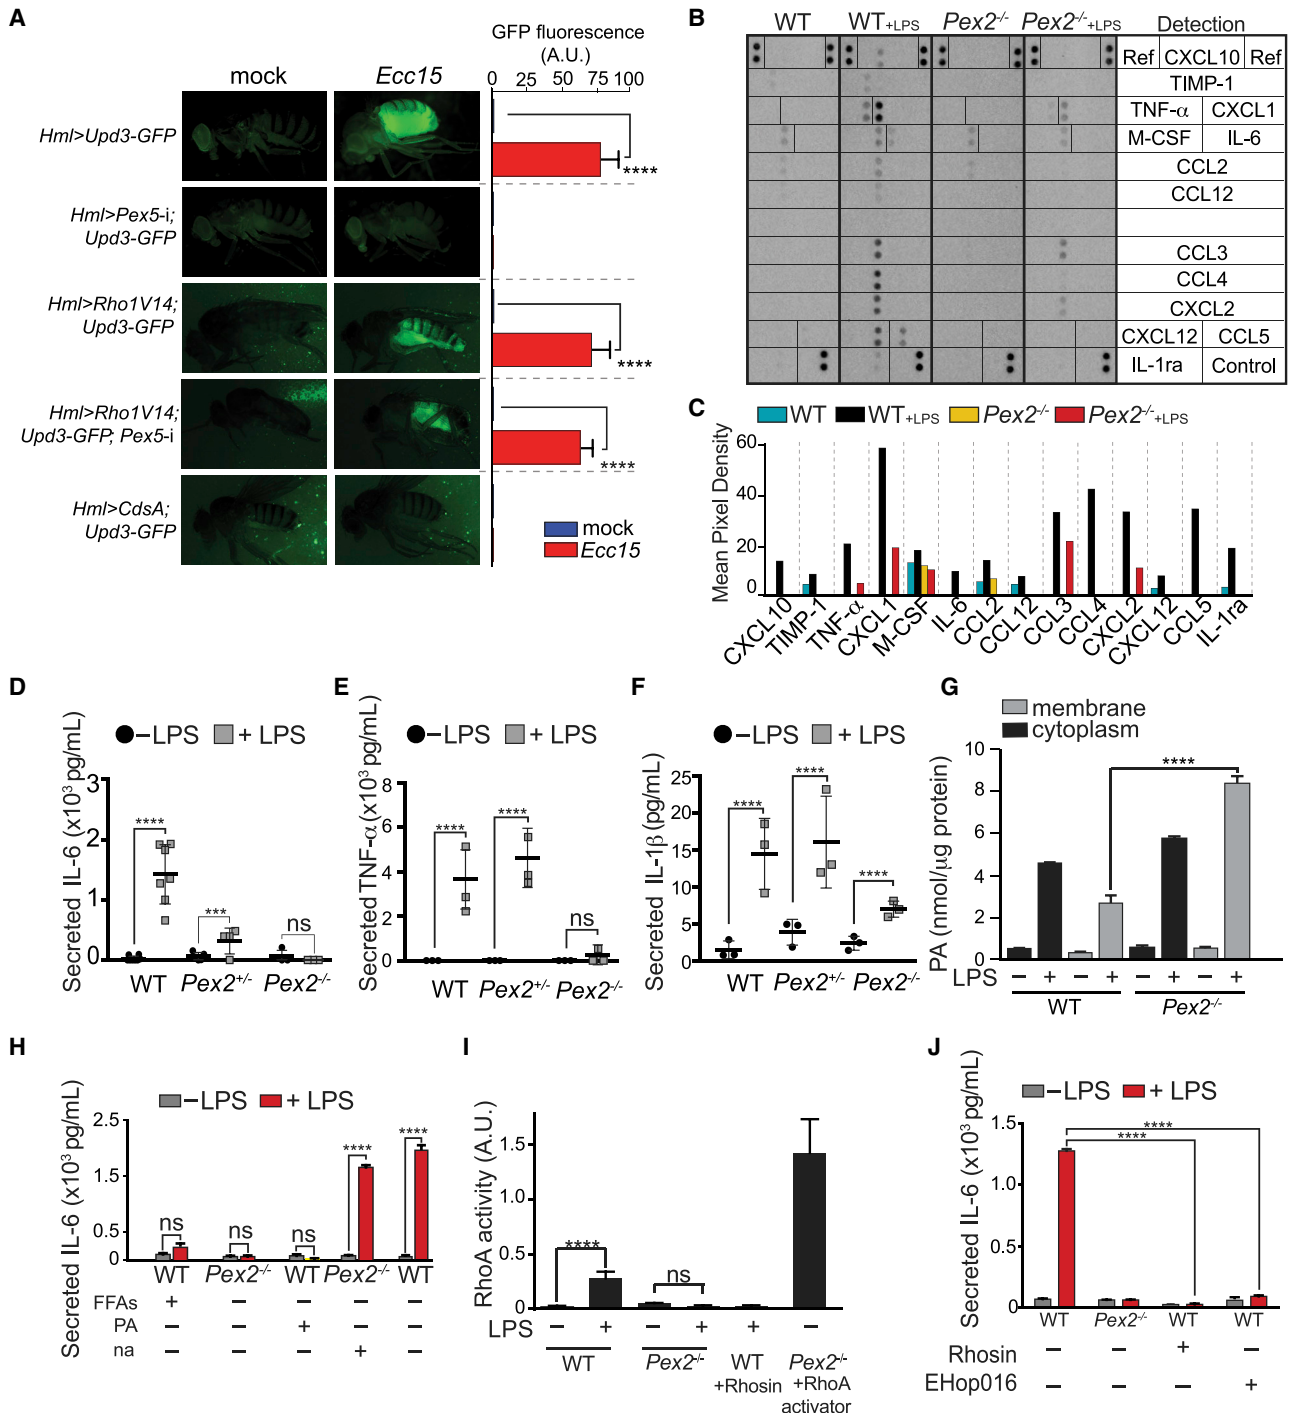 A
GFP fluorescence
(A.U.)
mock
Ecc15
0 25 50 75 100
Hml>Upd3-GFP
****
Hml>Pex5-i;
Upd3-GFP
Hml>Rho1V14;
Upd3-GFP
****
Hml>Rho1V14;
Upd3-GFP; Pex5-i
****
Hml>CdsA;
Upd3-GFP
mock
Ecc15
B
WT WT+LPS Pex2-/- Pex2-/-+LPS Detection
Ref CXCL10 Ref
TIMP-1
TNF-α CXCL1
M-CSF IL-6
CCL2
CCL12
CCL3
CCL4
CXCL2
CXCL12 CCL5
IL-1ra Control
C
WT WT+LPS Pex2-/- Pex2-/-+LPS
Mean Pixel Density
60
40
20
0
CXCL10 TIMP-1 TNF-α CXCL1 M-CSF IL-6 CCL2 CCL12 CCL3 CCL4 CXCL2 CXCL12 CCL5 IL-1ra
D
–LPS + LPS
Secreted IL-6 (x10³ pg/mL)
3
2
1
0
**** *** ns
WT Pex2+/- Pex2-/-
E
–LPS + LPS
Secreted TNF-α (x10³ pg/mL)
8
6
4
2
0
**** **** ns
WT Pex2+/- Pex2-/-
F
–LPS + LPS
Secreted IL-1β (pg/mL)
25
20
15
10
5
0
**** **** ****
WT Pex2+/- Pex2-/-
G
membrane
cytoplasm
PA (nmol/µg protein)
10
8
6
4
2
0
****
LPS – + – + – + – +
WT Pex2-/-
H
–LPS + LPS
Secreted IL-6 (x10³ pg/mL)
2.5
1.5
0.5
0
ns ns ns **** ****
WT Pex2-/- WT Pex2-/- WT
FFAs + – – – –
PA – – + – –
na – – – + –
I
RhoA activity (A.U.)
1.5
1.0
0.5
0
**** ns
LPS – + – + + –
WT Pex2-/- WT +Rhosin Pex2-/- +RhoA activator
J
–LPS + LPS
Secreted IL-6 (x10³ pg/mL)
1.5
1.0
0.5
0
****
****
WT Pex2-/- WT WT
Rhosin – – + –
EHop016 – – – +